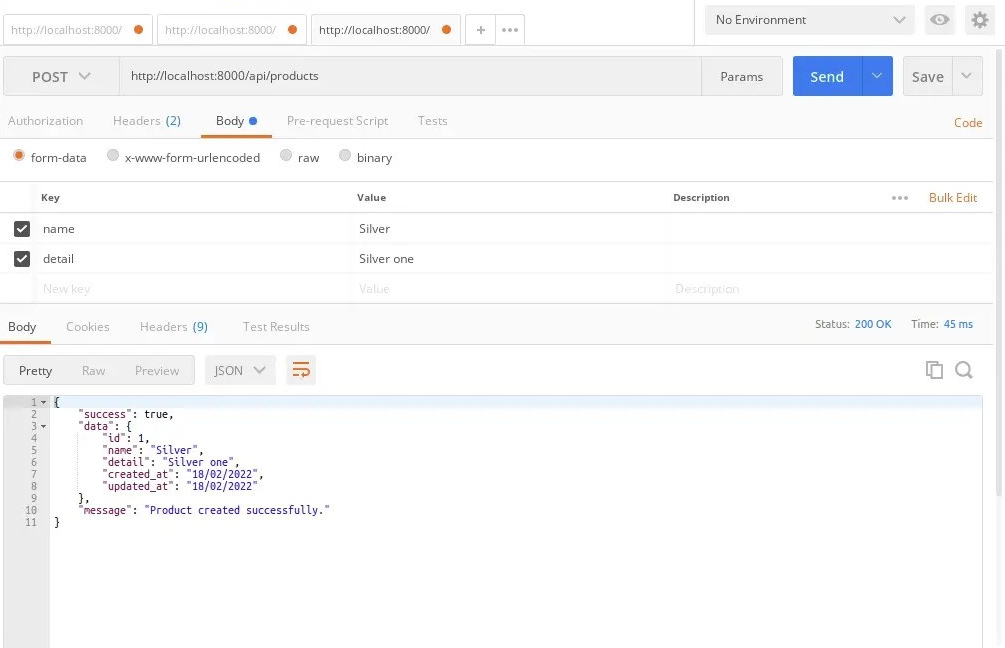 http://localhost:8000/ http://localhost:8000/ http://localhost:8000/ + ••• No Environment
POST http://localhost:8000/api/products Params Send Save
Authorization Headers (2) Body Pre-request Script Tests Code
form-data x-www-form-urlencoded raw binary
Key Value Description ••• Bulk Edit
name Silver
detail Silver one
New key Value Description
Body Cookies Headers (9) Test Results Status: 200 OK Time: 45 ms
Pretty Raw Preview JSON
1 {
2 "success": true,
3 "data": {
4 "id": 1,
5 "name": "Silver",
6 "detail": "Silver one",
7 "created_at": "18/02/2022",
8 "updated_at": "18/02/2022"
9 },
10 "message": "Product created successfully."
11 }